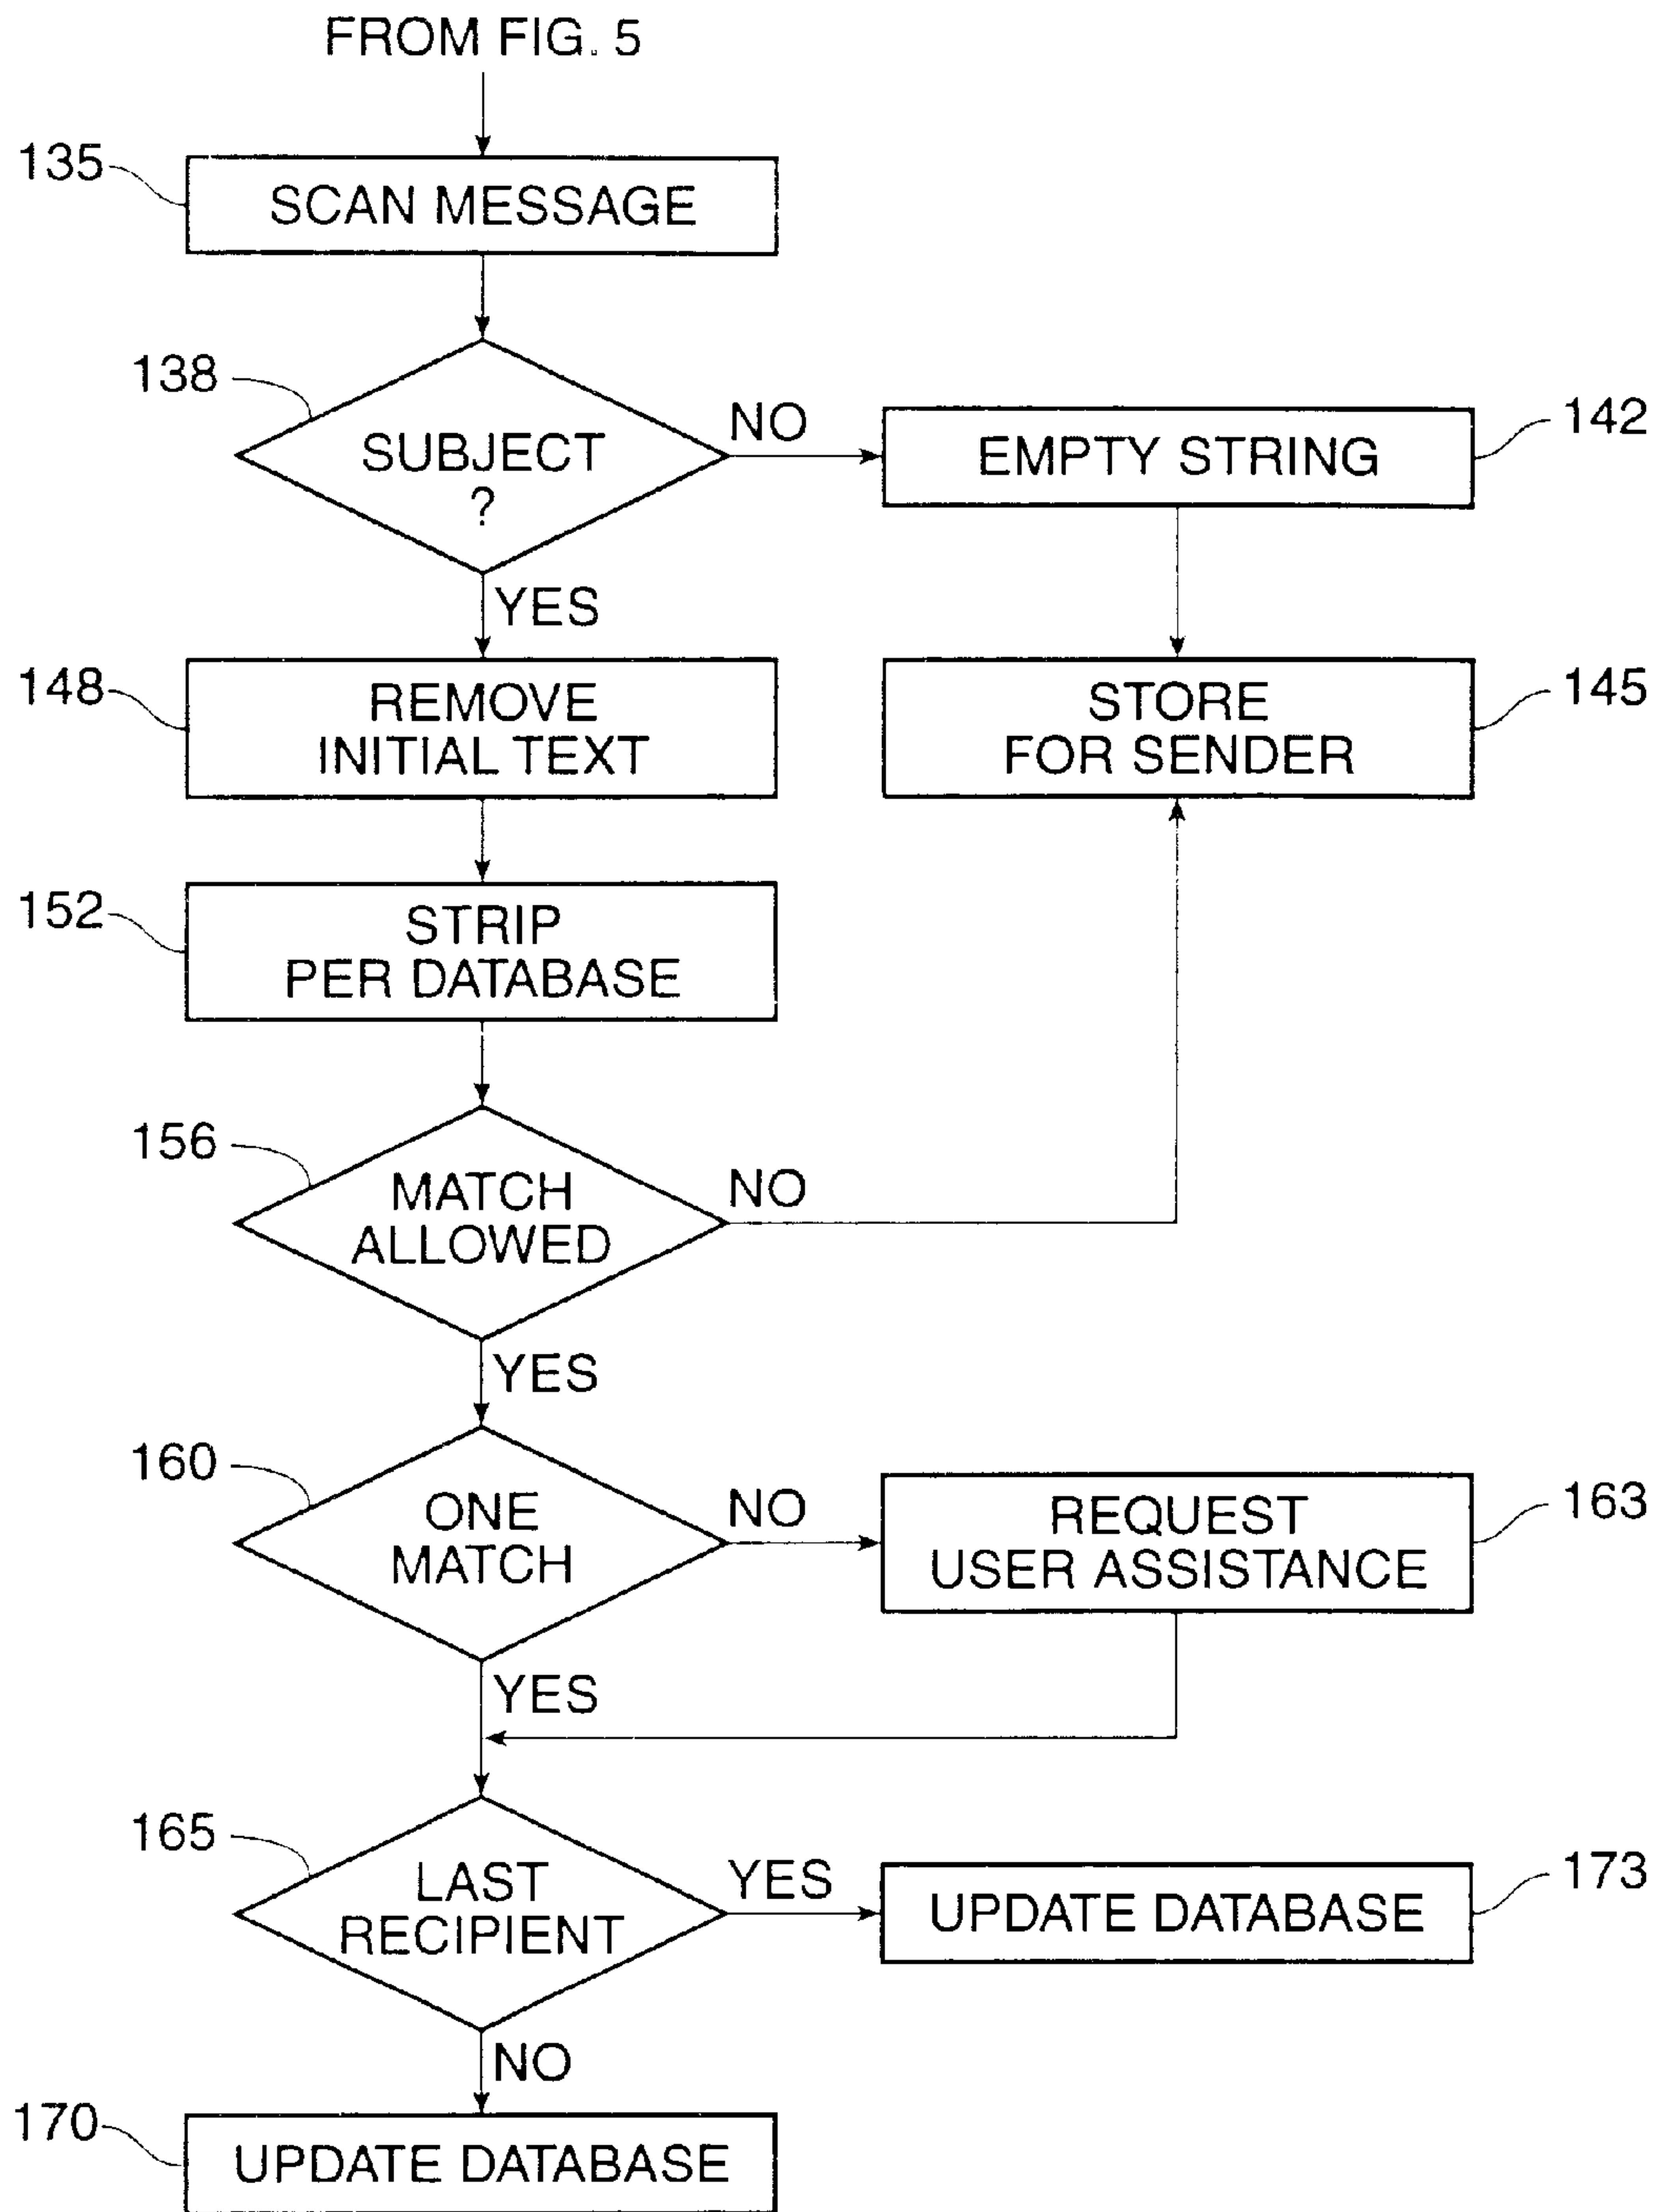 FROM FIG. 5
135
SCAN MESSAGE
138
SUBJECT
?
NO
EMPTY STRING
142
YES
148
REMOVE
INITIAL TEXT
STORE
FOR SENDER
145
152
STRIP
PER DATABASE
156
MATCH
ALLOWED
NO
YES
160
ONE
MATCH
NO
REQUEST
USER ASSISTANCE
163
YES
165
LAST
RECIPIENT
YES
UPDATE DATABASE
173
NO
170
UPDATE DATABASE